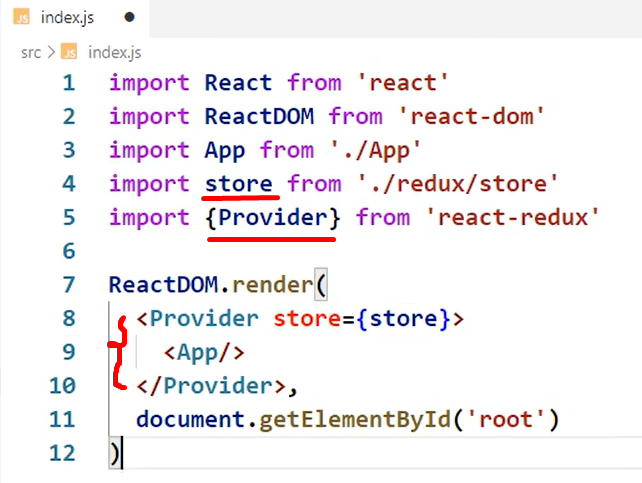 JS index.js ●
src > JS index.js
1 import React from 'react'
2 import ReactDOM from 'react-dom'
3 import App from './App'
4 import store from './redux/store'
5 import {Provider} from 'react-redux'
6
7 ReactDOM.render(
8 <Provider store={store}>
9 <App/>
10 </Provider>,
11 document.getElementById('root')
12 )